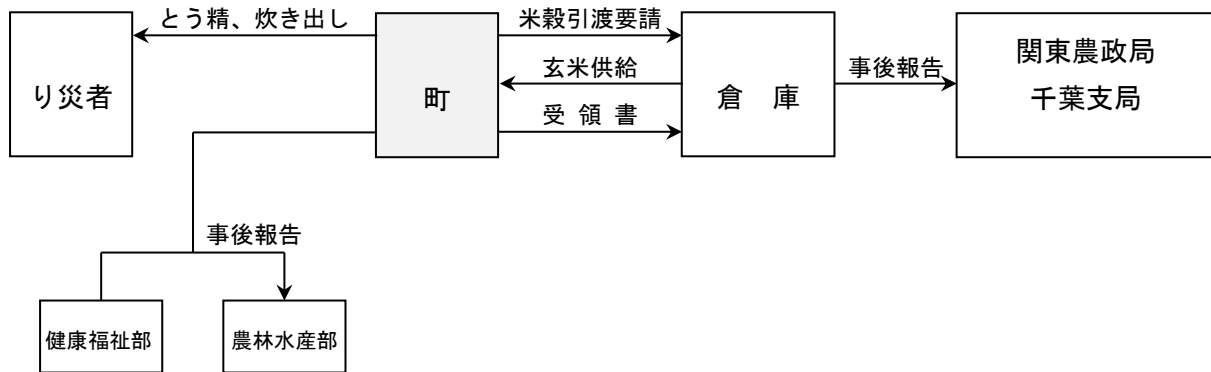 とう精、炊き出し
米穀引渡要請
り災者
町
玄米供給
倉　庫
事後報告
関東農政局
千葉支局
受 領 書
事後報告
健康福祉部
農林水産部